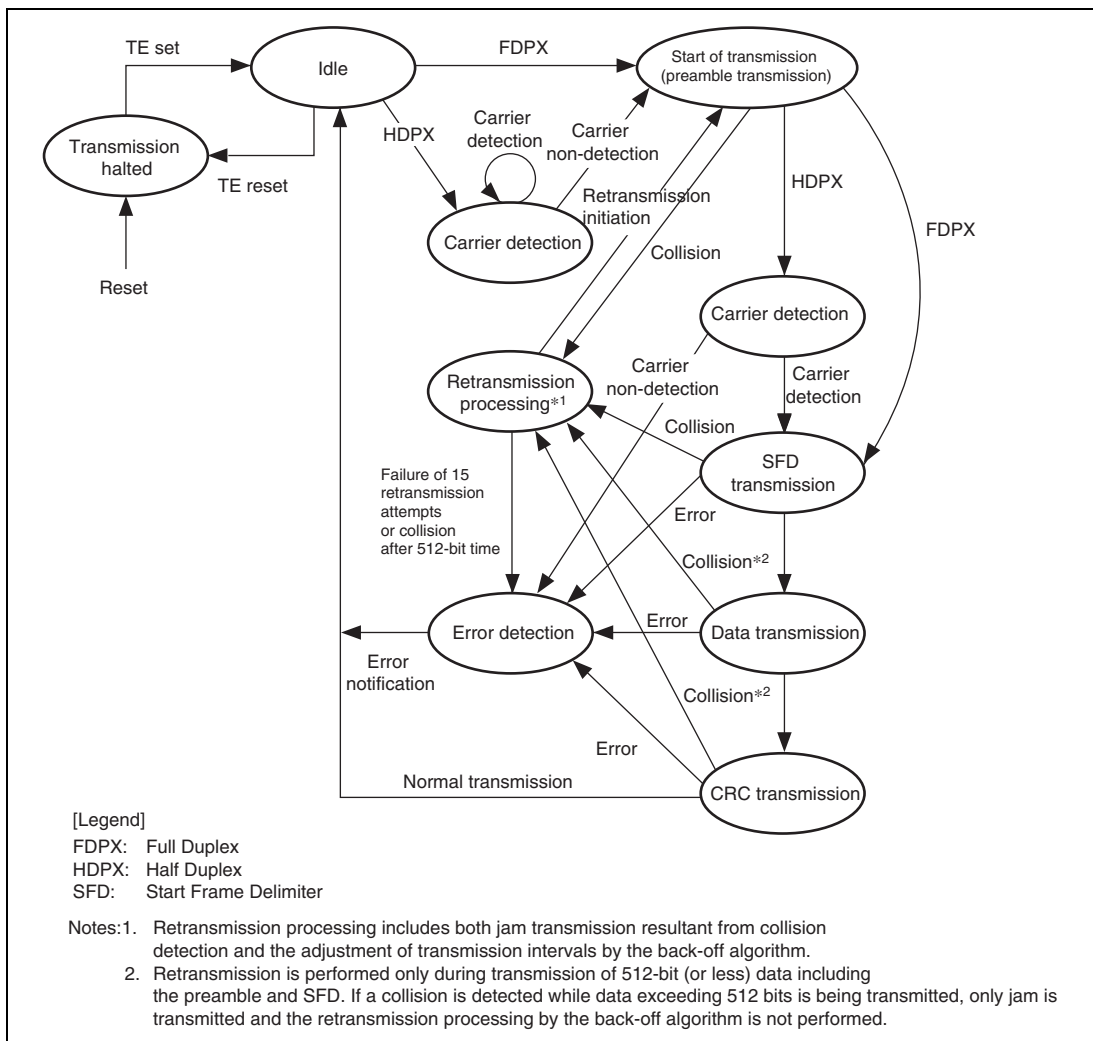 TE set
FDPX
Idle
Start of transmission
(preamble transmission)
Transmission
halted
HDPX
Carrier
detection
Carrier
non-detection
TE reset
HDPX
Retransmission
initiation
Carrier detection
FDPX
Collision
Reset
Carrier detection
Carrier
non-detection
Carrier
detection
Retransmission
processing*1
Collision
SFD
transmission
Failure of 15
retransmission
attempts
or collision
after 512-bit time
Error
Collision*2
Error detection
Error
Data transmission
Error
notification
Collision*2
Error
Normal transmission
CRC transmission
[Legend]
FDPX: Full Duplex
HDPX: Half Duplex
SFD: Start Frame Delimiter
Notes:1. Retransmission processing includes both jam transmission resultant from collision
detection and the adjustment of transmission intervals by the back-off algorithm.
2. Retransmission is performed only during transmission of 512-bit (or less) data including
the preamble and SFD. If a collision is detected while data exceeding 512 bits is being transmitted, only jam is
transmitted and the retransmission processing by the back-off algorithm is not performed.